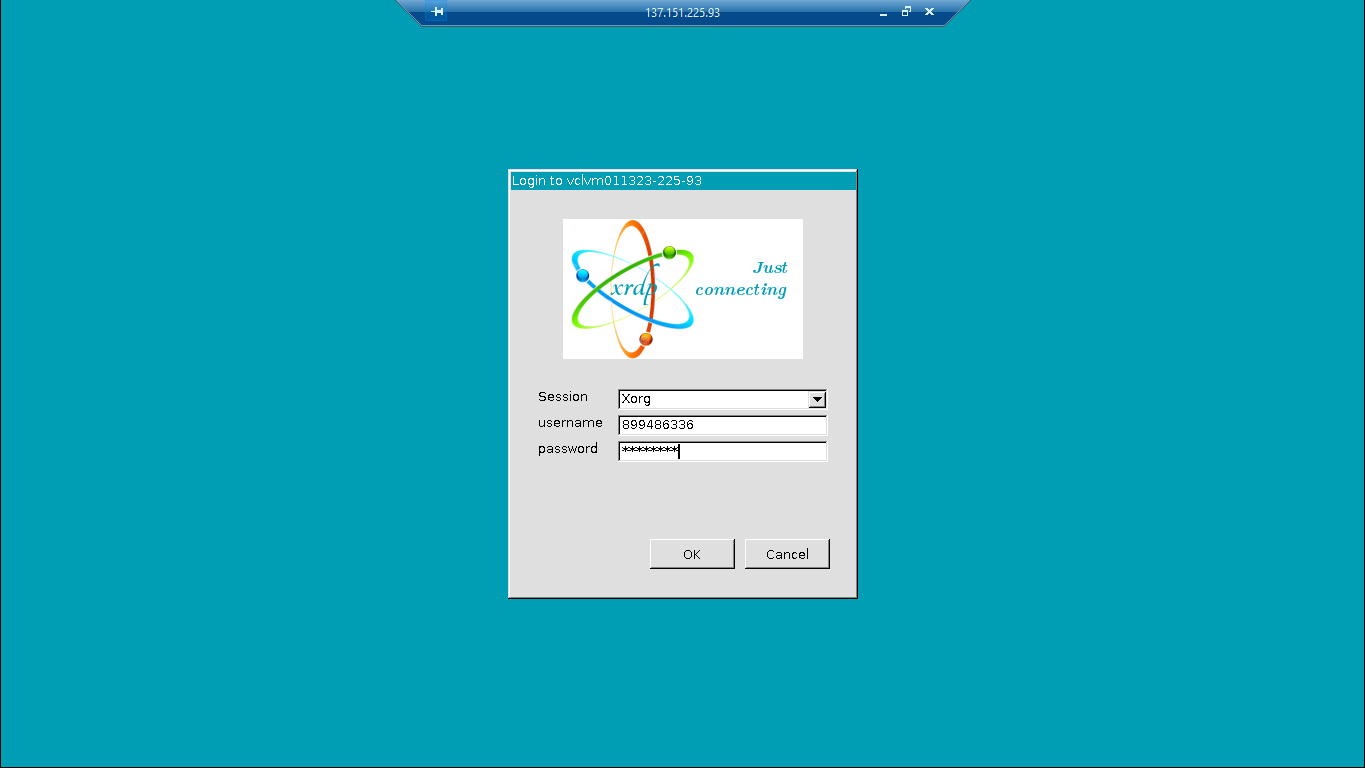 137.151.225.93
Login to vclvm011323-225-93
xrdp
Just
connecting
Session
Xorg
username
899486336
password
********
OK
Cancel